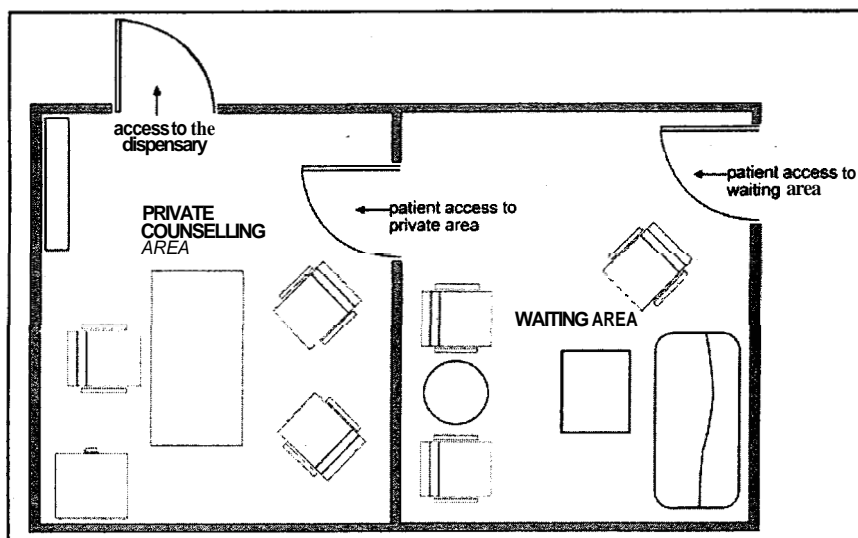 access to the
dispensary
patient access to
waiting area
PRIVATE
COUNSELLING
AREA
patient access to
private area
WAITING AREA